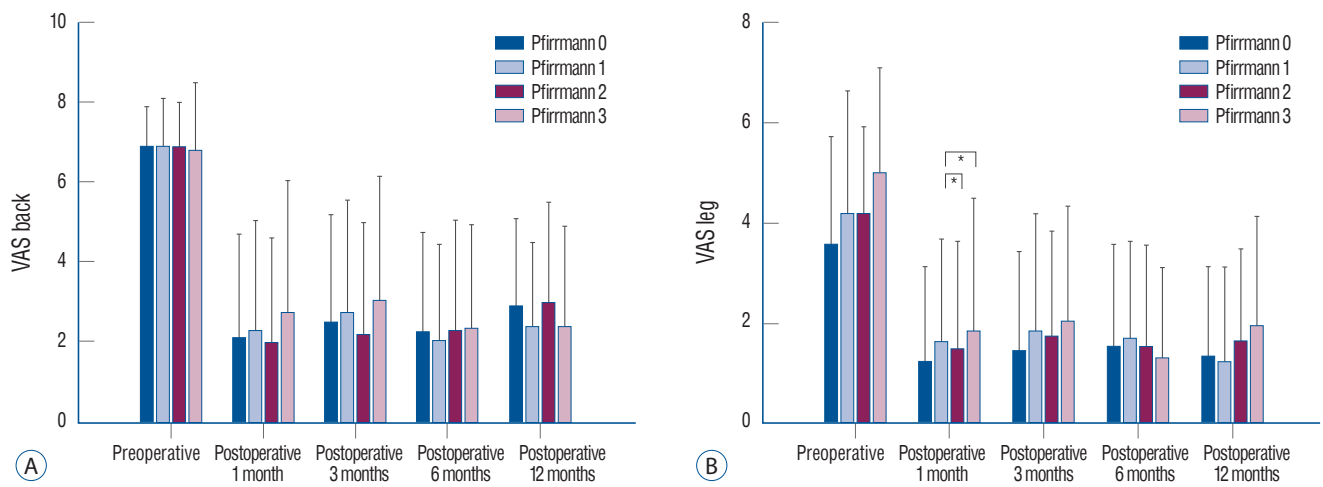 10
8
6
4
2
0
VAS back
Pfirrmann 0
Pfirrmann 1
Pfirrmann 2
Pfirrmann 3
Preoperative
Postoperative
1 month
Postoperative
3 months
Postoperative
6 months
Postoperative
12 months
A
8
6
4
2
0
VAS leg
Pfirrmann 0
Pfirrmann 1
Pfirrmann 2
Pfirrmann 3
*
*
Preoperative
Postoperative
1 month
Postoperative
3 months
Postoperative
6 months
Postoperative
12 months
B